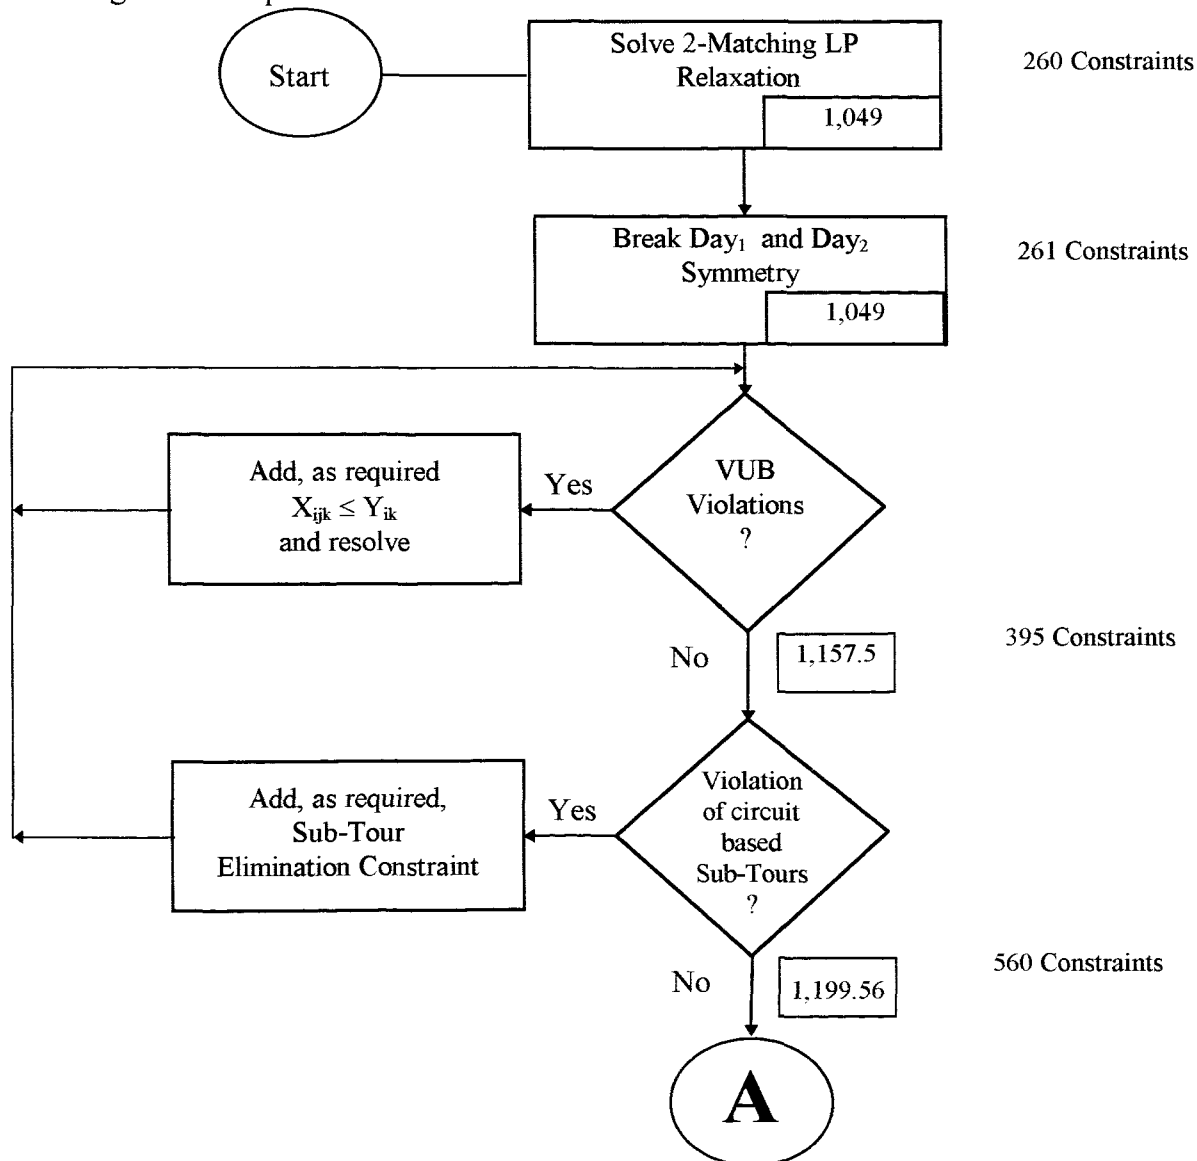 Start
Solve 2-Matching LP
Relaxation
1,049
260 Constraints
Break Day₁ and Day₂
Symmetry
1,049
261 Constraints
Add, as required
Xᵢⱼₖ ≤ Yᵢₖ
and resolve
Yes
VUB
Violations
?
No
1,157.5
395 Constraints
Add, as required,
Sub-Tour
Elimination Constraint
Yes
Violation
of circuit
based
Sub-Tours
?
No
1,199.56
560 Constraints
A